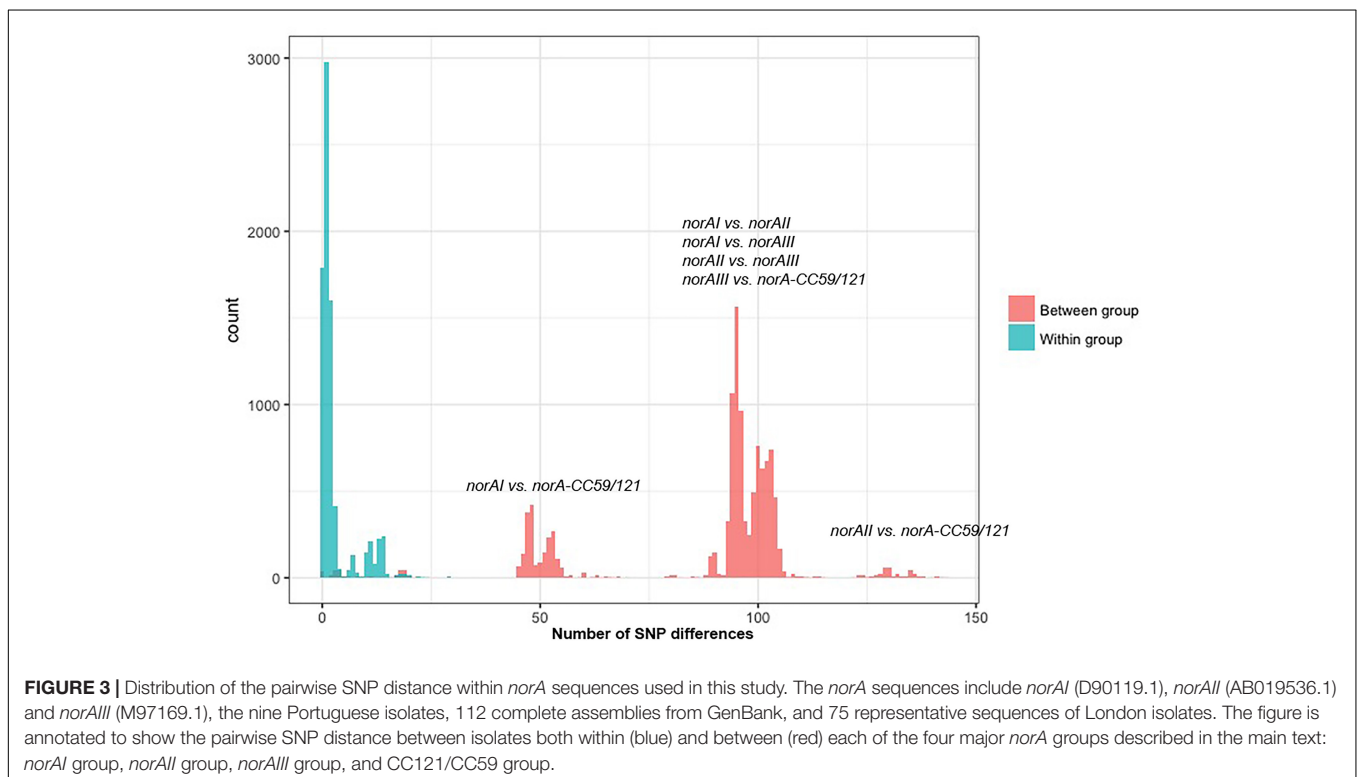 3000
2000
1000
0
count
norAI vs. norAII
norAI vs. norAIII
norAII vs. norAIII
norAIII vs. norA-CC59/121
norAI vs. norA-CC59/121
norAII vs. norA-CC59/121
0
50
100
150
Number of SNP differences
Between group
Within group
FIGURE 3 | Distribution of the pairwise SNP distance within norA sequences used in this study. The norA sequences include norAI (D90119.1), norAII (AB019536.1)
and norAIII (M97169.1), the nine Portuguese isolates, 112 complete assemblies from GenBank, and 75 representative sequences of London isolates. The figure is
annotated to show the pairwise SNP distance between isolates both within (blue) and between (red) each of the four major norA groups described in the main text:
norAI group, norAII group, norAIII group, and CC121/CC59 group.